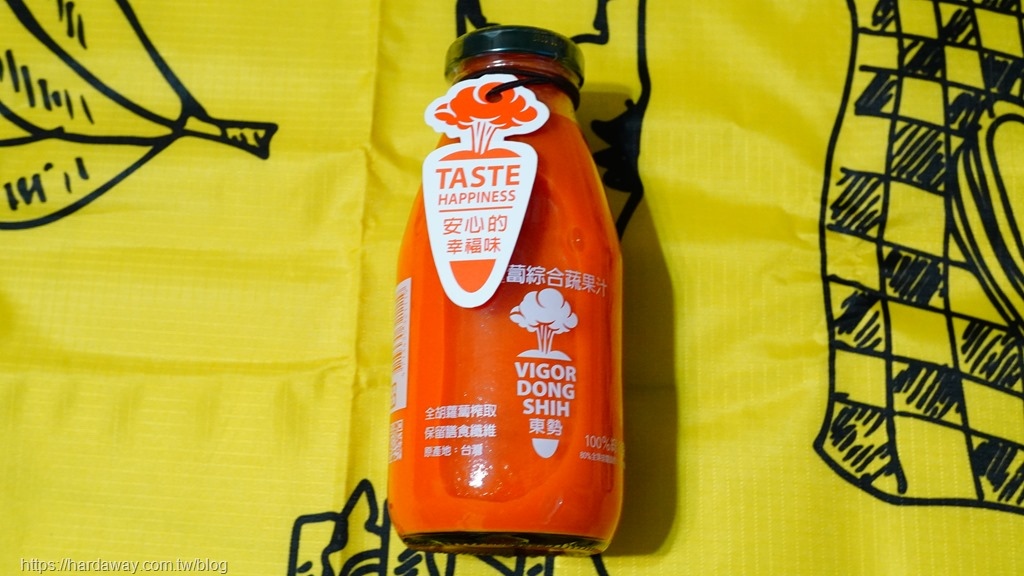 TASTE
HAPPINESS
安心的
幸福味
蔔綜合蔬果汁
VIGOR
DONG
SHIH
東勢
全胡蘿蔔榨取
保留膳食纖維
原產地：台灣
100%
https://hardaway.com.tw/blog